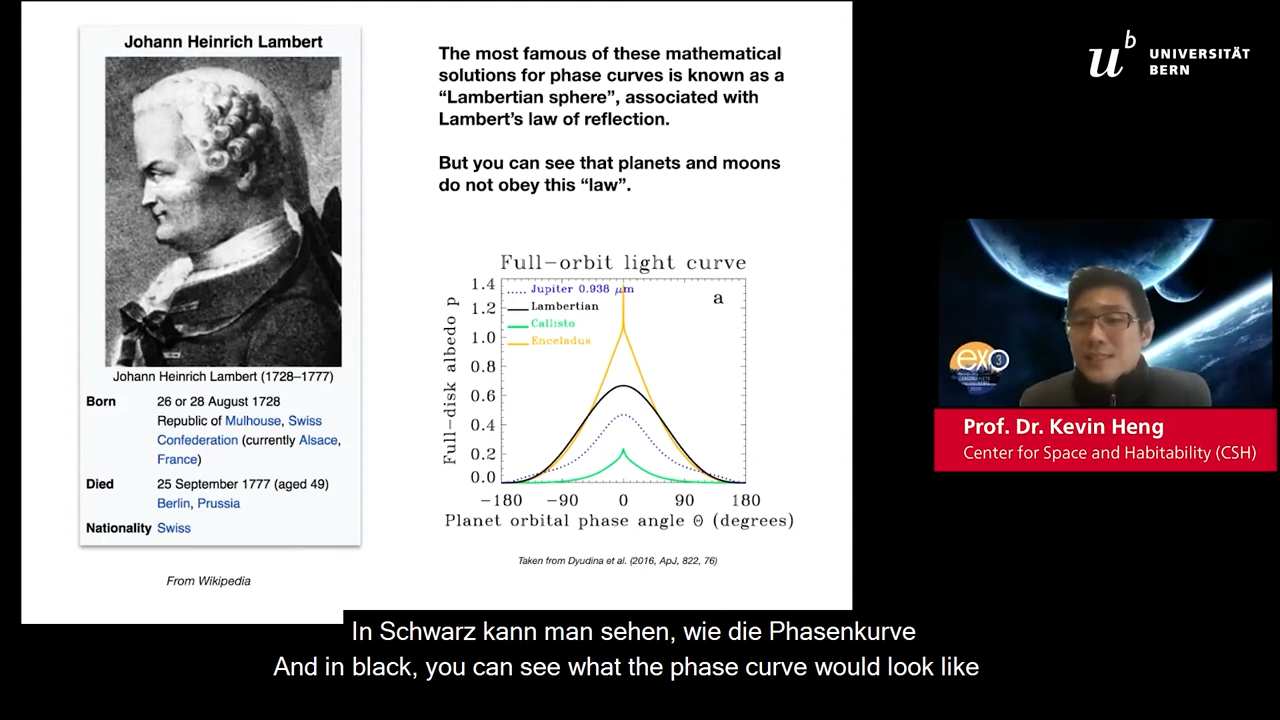 Johann Heinrich Lambert
Johann Heinrich Lambert (1728–1777)
Born
26 or 28 August 1728
Republic of Mulhouse, Swiss
Confederation (currently Alsace,
France)
Died
25 September 1777 (aged 49)
Berlin, Prussia
Nationality Swiss
From Wikipedia
The most famous of these mathematical
solutions for phase curves is known as a
“Lambertian sphere”, associated with
Lambert’s law of reflection.
But you can see that planets and moons
do not obey this “law”.
Full−orbit light curve
Jupiter 0.938 μm
Lambertian
Callisto
Enceladus
a
Full−disk albedo p
1.4
1.2
1.0
0.8
0.6
0.4
0.2
0.0
−180 −90 0 90 180
Planet orbital phase angle Θ (degrees)
Taken from Dyudina et al. (2016, ApJ, 822, 76)
u b
UNIVERSITÄT
BERN
exo 3
Prof. Dr. Kevin Heng
Center for Space and Habitability (CSH)
In Schwarz kann man sehen, wie die Phasenkurve
And in black, you can see what the phase curve would look like